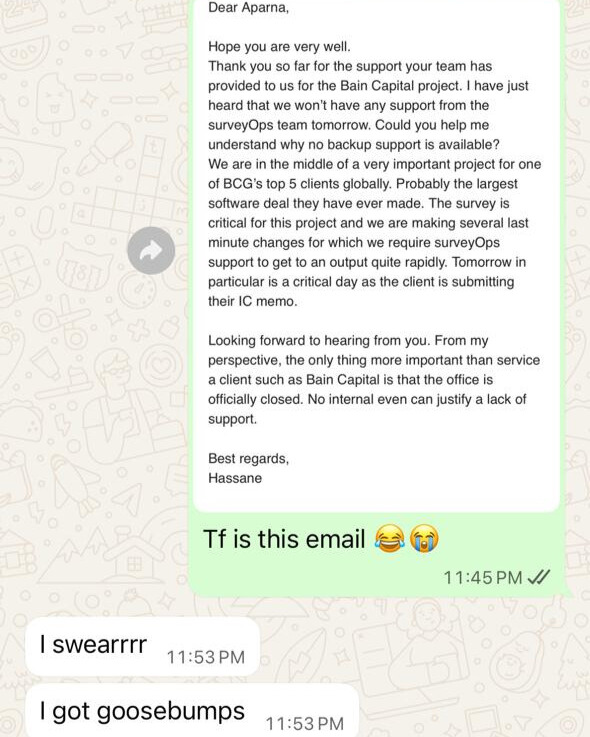 Dear Aparna,
Hope you are very well.
Thank you so far for the support your team has
provided to us for the Bain Capital project. I have just
heard that we won't have any support from the
surveyOps team tomorrow. Could you help me
understand why no backup support is available?
We are in the middle of a very important project for one
of BCG's top 5 clients globally. Probably the largest
software deal they have ever made. The survey is
critical for this project and we are making several last
minute changes for which we require surveyOps
support to get to an output quite rapidly. Tomorrow in
particular is a critical day as the client is submitting
their IC memo.
Looking forward to hearing from you. From my
perspective, the only thing more important than service
a client such as Bain Capital is that the office is
officially closed. No internal even can justify a lack of
support.
Best regards,
Hassane
Tf is this email 😂😭
11:45 PM
I swearrrr 11:53 PM
I got goosebumps 11:53 PM